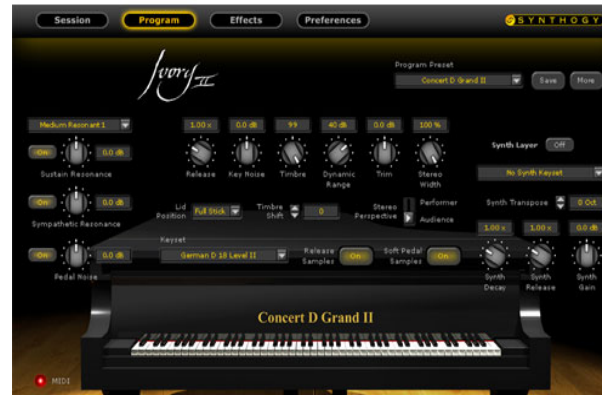 Session
Program
Effects
Preferences
SYNTHOGY
Ivory II
Program Preset
Concert D Grand II
Save
More
Medium Resonant 1
1.00 x
0.0 dB
99
40 dB
0.0 dB
100 %
On
0.0 dB
Release
Key Noise
Timbre
Dynamic Range
Trim
Stereo Width
Synth Layer
Off
Sustain Resonance
No Synth Keyset
On
0.0 dB
Sympathetic Resonance
Lid Position
Full Stick
Timbre Shift
0
Stereo Perspective
Performer
Audience
Synth Transpose
0 Oct
Keyset
1.00 x
1.00 x
0.0 dB
On
0.0 dB
German D 18 Level II
Release Samples
On
Soft Pedal Samples
On
Pedal Noise
Synth Decay
Synth Release
Synth Gain
Concert D Grand II
MIDI